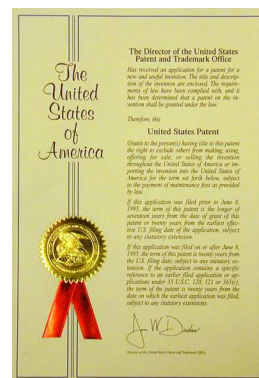 The
United
States
of
America
The Director of the United States
Patent and Trademark Office
Has received an application for a patent for a
new and useful invention. The title and descrip-
tion of the invention are enclosed. The require-
ments of law have been complied with, and it
has been determined that a patent on the in-
vention shall be granted under the law.
Therefore, this
United States Patent
Grants to the person(s) having title to this patent
the right to exclude others from making, using,
offering for sale, or selling the invention
throughout the United States of America or im-
porting the invention into the United States of
America for the term set forth below, subject
to the payment of maintenance fees as provided
by law.
If this application was filed prior to June 8,
1995, the term of this patent is the longer of
seventeen years from the date of grant of this
patent or twenty years from the earliest effec-
tive U.S. filing date of the application, subject
to any statutory extension.
If this application was filed on or after June 8,
1995, the term of this patent is twenty years from
the U.S. filing date, subject to any statutory ex-
tension. If the application contains a specific
reference to an earlier filed application or ap-
plications under 35 U.S.C. 120, 121 or 365(c),
the term of the patent is twenty years from the
date on which the earliest application was filed,
subject to any statutory extensions.
Jon W Dudas
Director of the United States Patent and Trademark Office